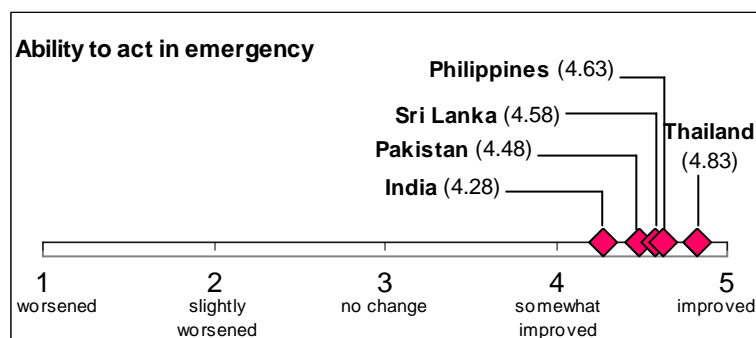 Ability to act in emergency
Philippines (4.63)
Sri Lanka (4.58)
Thailand
(4.83)
Pakistan (4.48)
India (4.28)
1 2 3 4 5
worsened slightly no change somewhat improved
worsened improved